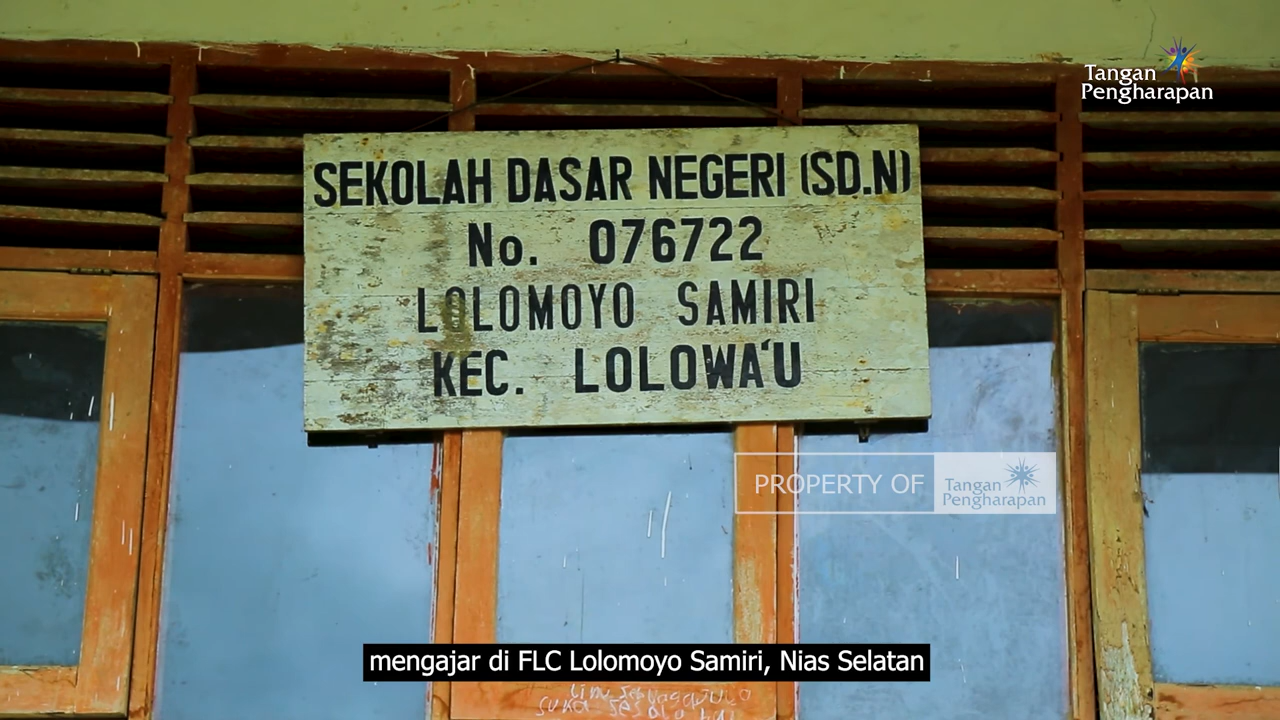 Tangan
Pengharapan
SEKOLAH DASAR NEGERI (SD.N)
No. 076722
LOLOMOYO SAMIRI
KEC. LOLOWA'U
PROPERTY OF Tangan Pengharapan
mengajar di FLC Lolomoyo Samiri, Nias Selatan